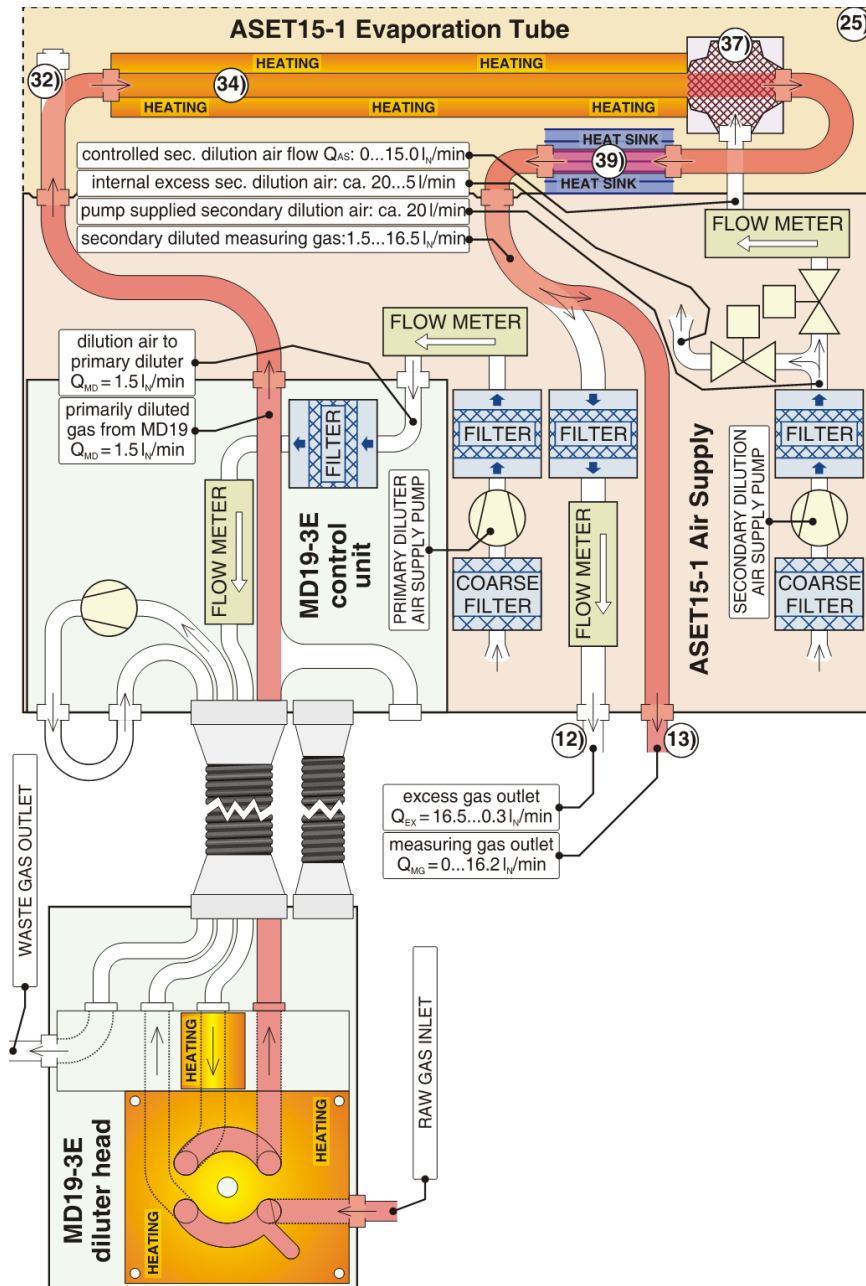 ASET15-1 Evaporation Tube
25)
32)
HEATING
HEATING
34)
HEATING
HEATING
HEATING
37)
HEAT SINK
39)
HEAT SINK
controlled sec. dilution air flow QAS: 0...15.0 lN/min
internal excess sec. dilution air: ca. 20...5 l/min
pump supplied secondary dilution air: ca. 20 l/min
secondary diluted measuring gas:1.5...16.5 lN/min
FLOW METER
FLOW METER
dilution air to
primary diluter
QMD = 1.5 lN/min
primarily diluted
gas from MD19
QMD = 1.5 lN/min
FILTER
FILTER
FILTER
FILTER
FLOW METER
MD19-3E
control
unit
PRIMARY DILUTER
AIR SUPPLY PUMP
COARSE
FILTER
FLOW METER
ASET15-1 Air Supply
SECONDARY DILUTION
AIR SUPPLY PUMP
COARSE
FILTER
12)
13)
excess gas outlet
QEX = 16.5...0.3 lN/min
measuring gas outlet
QMG = 0...16.2 lN/min
WASTE GAS OUTLET
RAW GAS INLET
HEATING
HEATING
HEATING
MD19-3E
diluter head